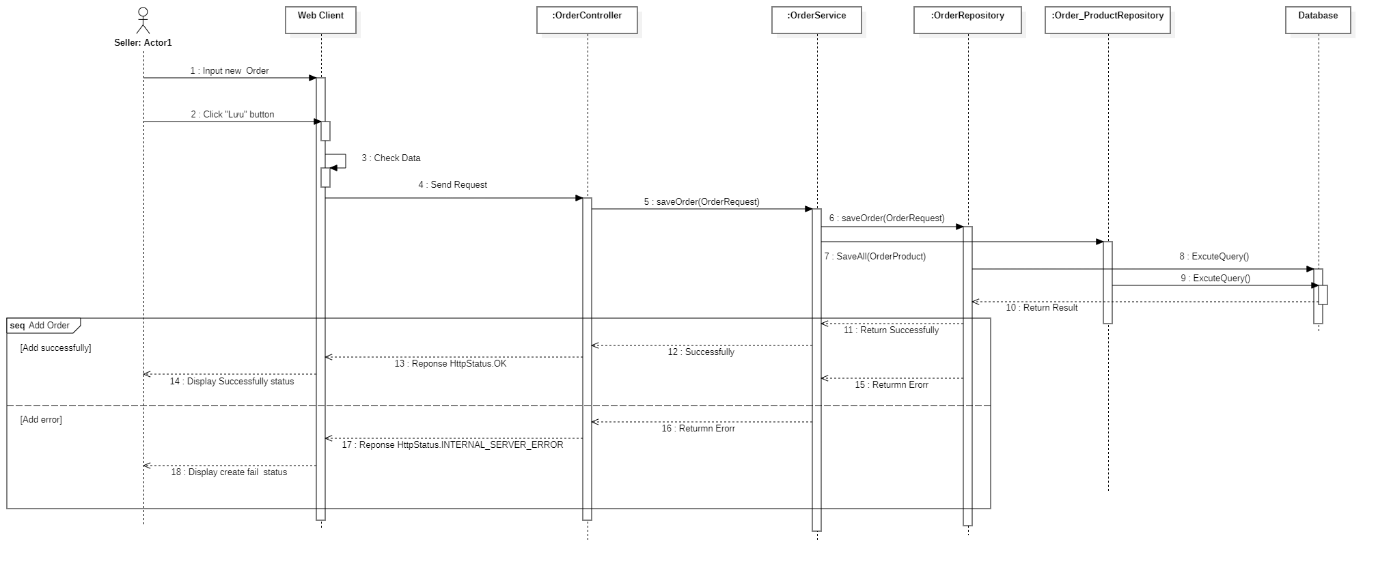 Seller: Actor1
Web Client
:OrderController
:OrderService
:OrderRepository
:Order_ProductRepository
Database
1 : Input new  Order
2 : Click "Lưu" button
3 : Check Data
4 : Send Request
5 : saveOrder(OrderRequest)
6 : saveOrder(OrderRequest)
7 : SaveAll(OrderProduct)
8 : ExcuteQuery()
9 : ExcuteQuery()
10 : Return Result
seq Add Order
11 : Return Successfully
[Add successfully]
12 : Successfully
13 : Reponse HttpStatus.OK
14 : Display Successfully status
15 : Returmn Erorr
[Add error]
16 : Returmn Erorr
17 : Reponse HttpStatus.INTERNAL_SERVER_ERROR
18 : Display create fail  status